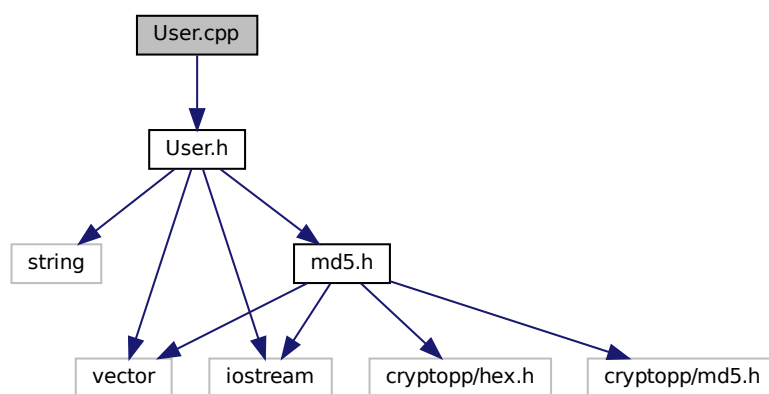 User.cpp
User.h
string
md5.h
vector
iostream
cryptopp/hex.h
cryptopp/md5.h